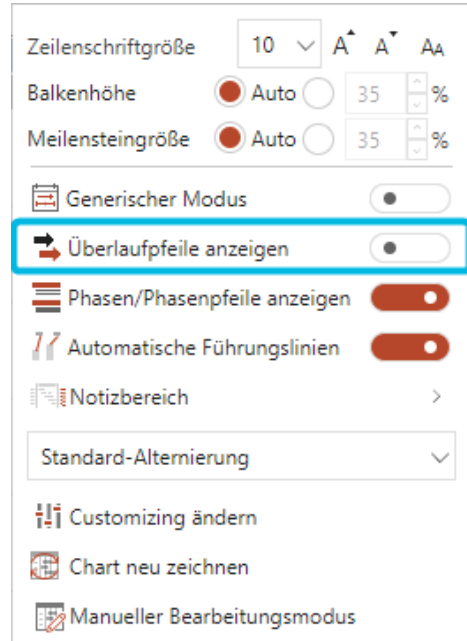 Zeilenschriftgröße 10 A A AA
Balkenhöhe Auto 35 %
Meilensteingröße Auto 35 %
Generischer Modus
Überlaufpfeile anzeigen
Phasen/Phasenpfeile anzeigen
Automatische Führungslinien
Notizbereich
Standard-Alternierung
Customizing ändern
Chart neu zeichnen
Manueller Bearbeitungsmodus